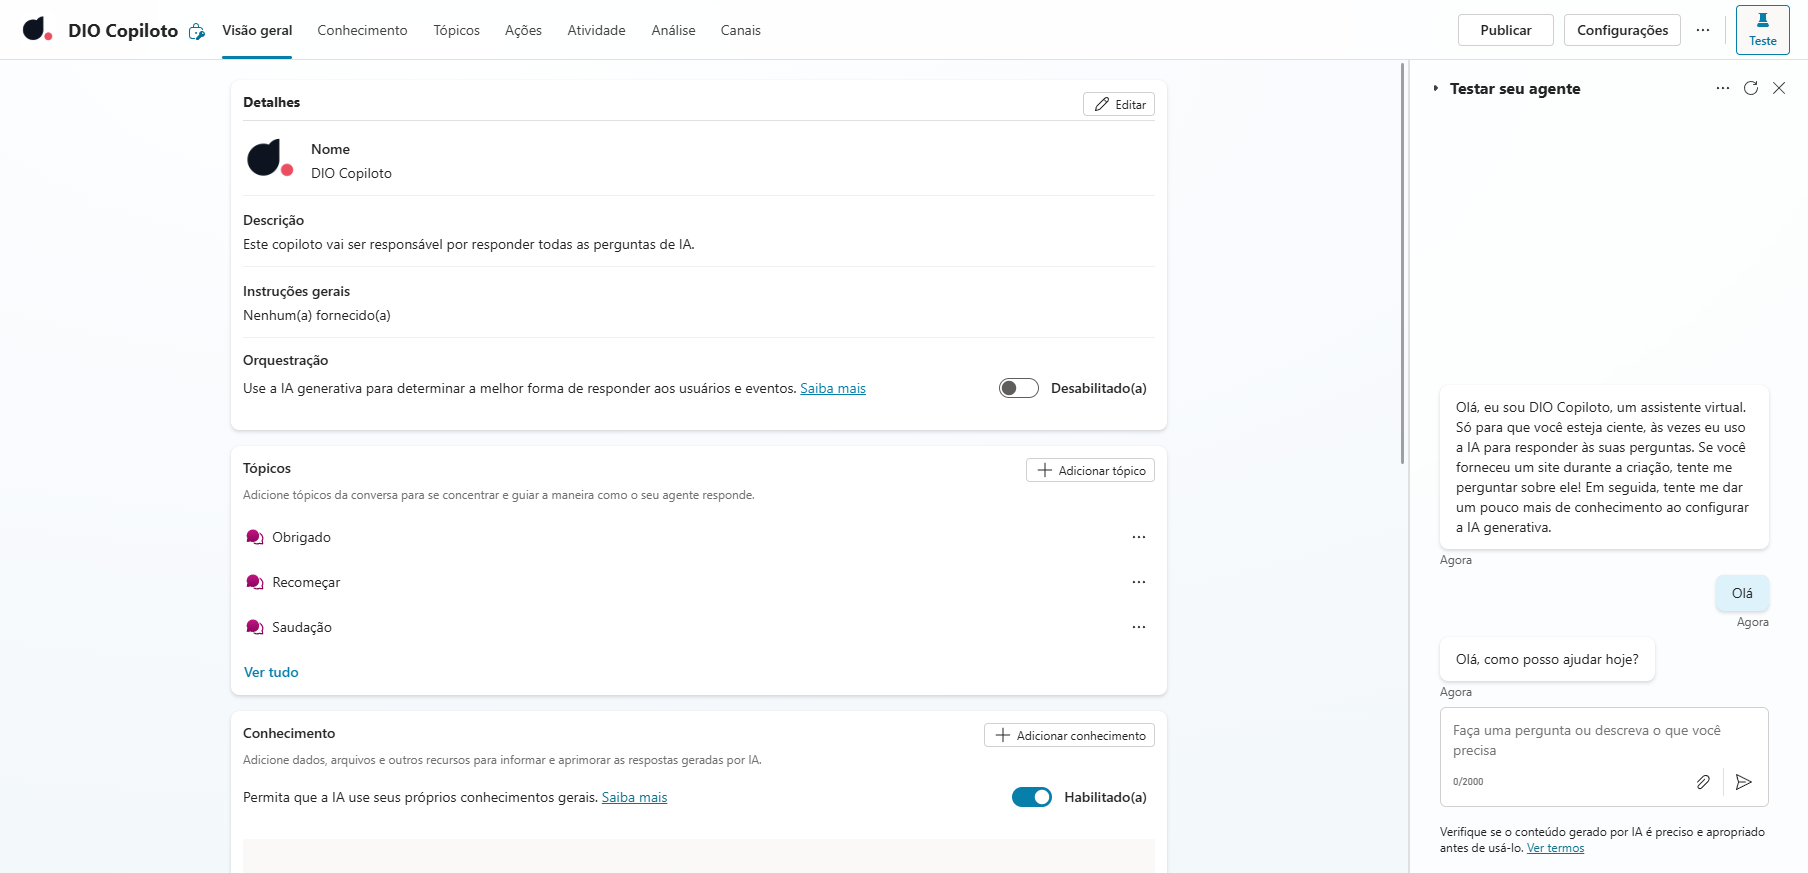 DIO Copiloto
Visão geral
Conhecimento
Tópicos
Ações
Atividade
Análise
Canais
Publicar
Configurações
Teste
Detalhes
Editar
Nome
DIO Copiloto
Descrição
Este copiloto vai ser responsável por responder todas as perguntas de IA.
Instruções gerais
Nenhum(a) fornecido(a)
Orquestração
Use a IA generativa para determinar a melhor forma de responder aos usuários e eventos. Saiba mais
Desabilitado(a)
Tópicos
Adicionar tópico
Adicione tópicos da conversa para se concentrar e guiar a maneira como o seu agente responde.
Obrigado
Recomeçar
Saudação
Ver tudo
Conhecimento
Adicionar conhecimento
Adicione dados, arquivos e outros recursos para informar e aprimorar as respostas geradas por IA.
Permita que a IA use seus próprios conhecimentos gerais. Saiba mais
Habilitado(a)
Testar seu agente
Olá, eu sou DIO Copiloto, um assistente virtual.
Só para que você esteja ciente, às vezes eu uso
a IA para responder às suas perguntas. Se você
forneceu um site durante a criação, tente me
perguntar sobre ele! Em seguida, tente me dar
um pouco mais de conhecimento ao configurar
a IA generativa.
Agora
Olá
Agora
Olá, como posso ajudar hoje?
Agora
Faça uma pergunta ou descreva o que você
precisa
0/2000
Verifique se o conteúdo gerado por IA é preciso e apropriado
antes de usá-lo. Ver termos